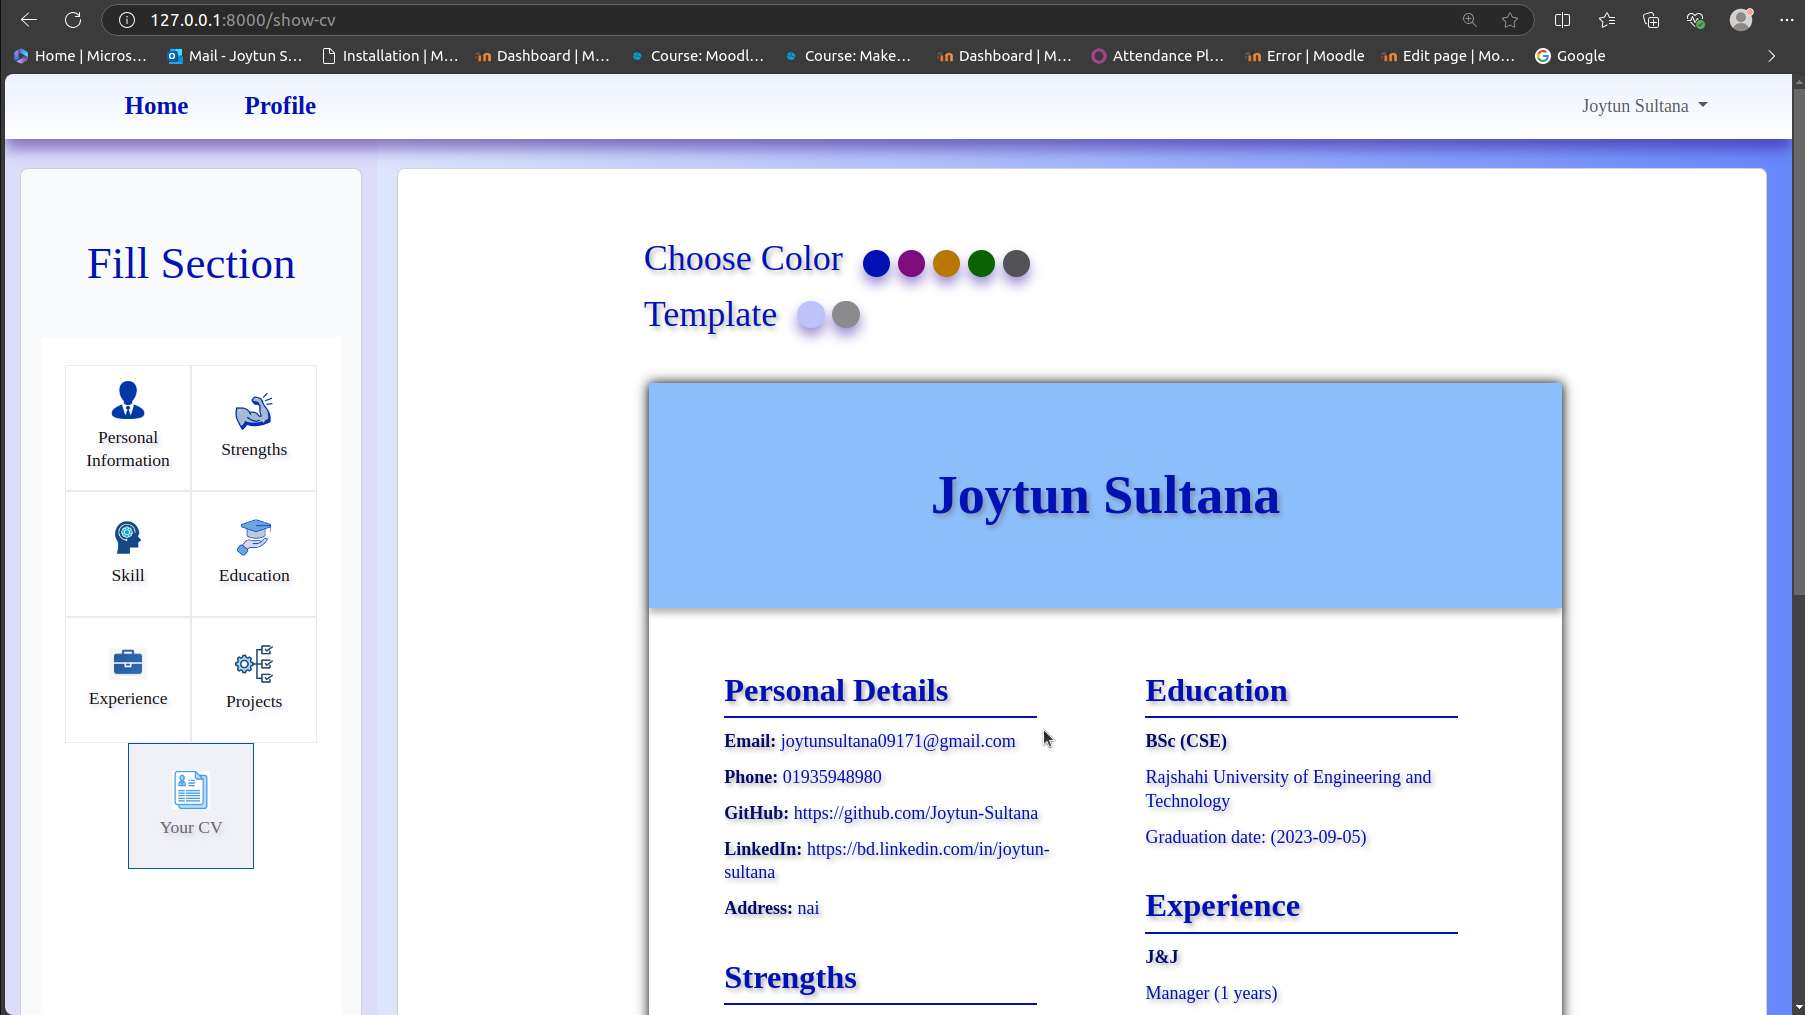 127.0.0.1:8000/show-cv
Home | Micros...
Mail - Joytun S...
Installation | M...
Dashboard | M...
Course: Moodl...
Course: Make...
Dashboard | M...
Attendance Pl...
Error | Moodle
Edit page | Mo...
Google
Home
Profile
Joytun Sultana
Fill Section
Personal
Information
Strengths
Skill
Education
Experience
Projects
Your CV
Choose Color
Template
Joytun Sultana
Personal Details
Email: joytunsultana09171@gmail.com
Phone: 01935948980
GitHub: https://github.com/Joytun-Sultana
LinkedIn: https://bd.linkedin.com/in/joytun-
sultana
Address: nai
Strengths
Education
BSc (CSE)
Rajshahi University of Engineering and
Technology
Graduation date: (2023-09-05)
Experience
J&J
Manager (1 years)